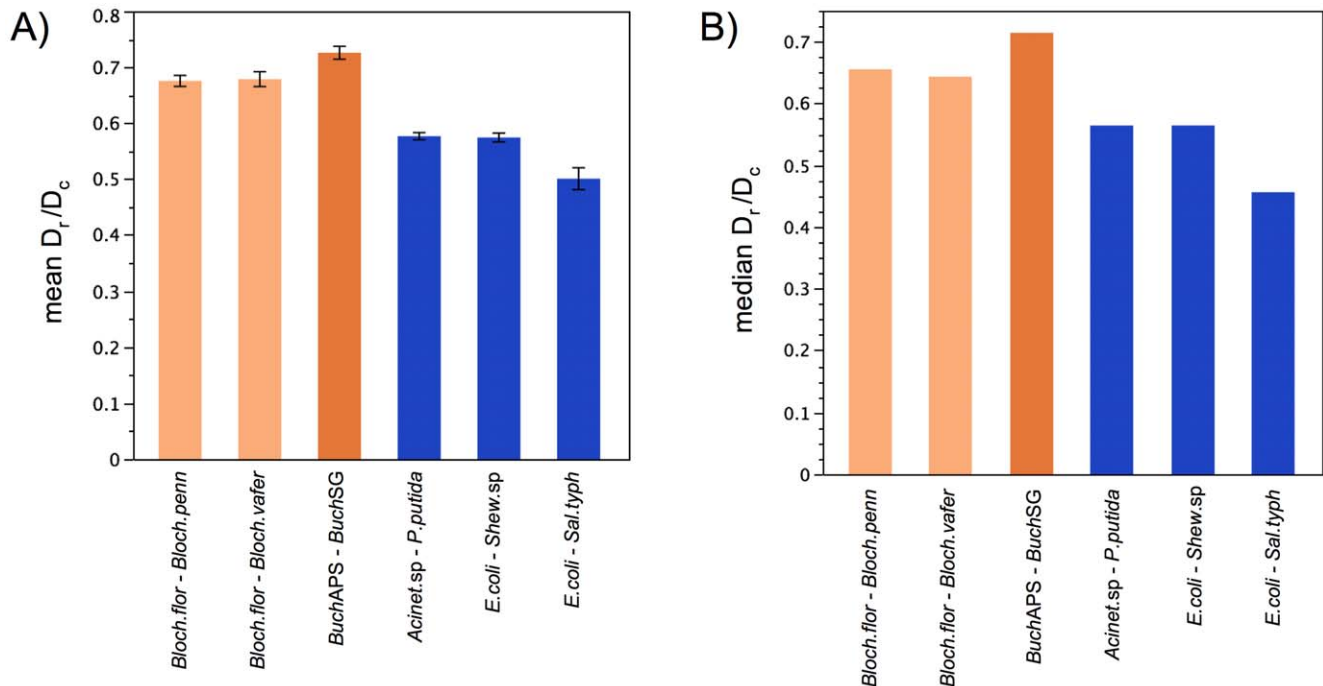 A)
mean Dr/Dc
0.8
0.7
0.6
0.5
0.4
0.3
0.2
0.1
0
Bloch.flor - Bloch.penn
Bloch.flor - Bloch.vafer
BuchAPS - BuchSG
Acinet.sp - P.putida
E.coli - Shew.sp
E.coli - Sal.typh
B)
median Dr/Dc
0.7
0.6
0.5
0.4
0.3
0.2
0.1
0
Bloch.flor - Bloch.penn
Bloch.flor - Bloch.vafer
BuchAPS - BuchSG
Acinet.sp - P.putida
E.coli - Shew.sp
E.coli - Sal.typh